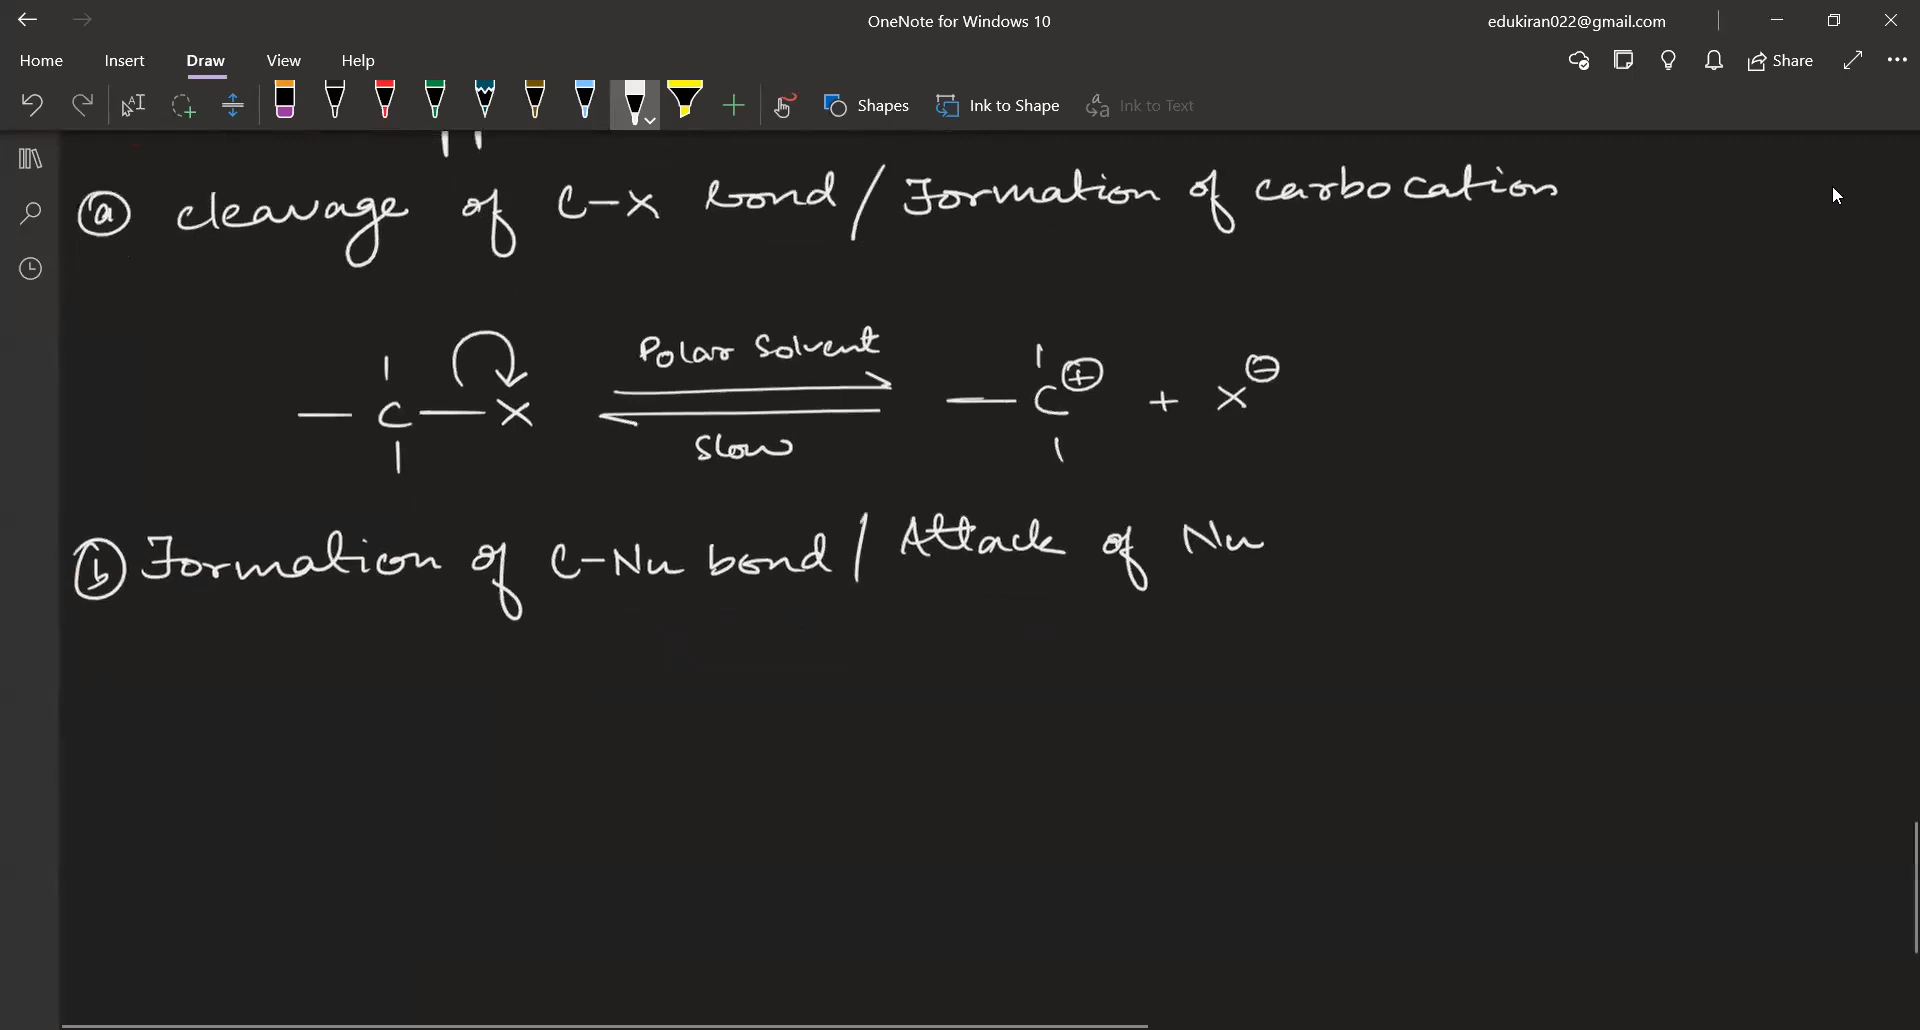 OneNote for Windows 10
edukiran022@gmail.com
Home Insert Draw View Help
Share
Shapes Ink to Shape Ink to Text
(a) cleavage of C-X bond / Formation of carbocation
Polar Solvent
— C — X ⇌ — C⊕ + X⊖
Slow
(b) Formation of C-Nu bond / Attack of Nu